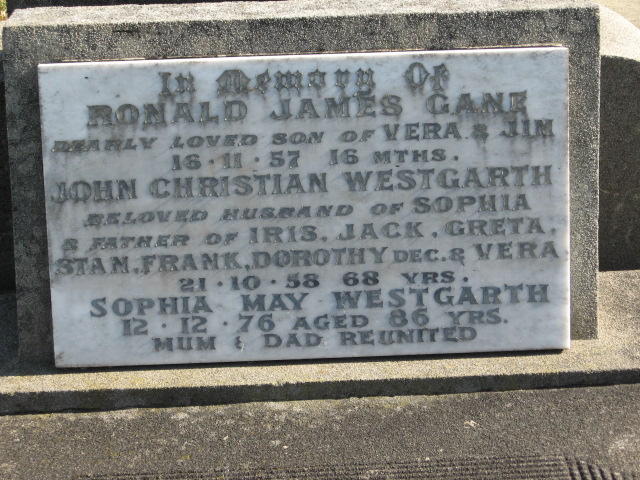 In Memory Of
RONALD JAMES GANE
DEARLY LOVED SON OF VERA & JIM
16·11·57 16 MTHS.
JOHN CHRISTIAN WESTGARTH
BELOVED HUSBAND OF SOPHIA
& FATHER OF IRIS, JACK, GRETA,
STAN, FRANK, DOROTHY DEC. & VERA
21·10·58 68 YRS.
SOPHIA MAY WESTGARTH
12·12·76 AGED 86 YRS.
MUM & DAD REUNITED